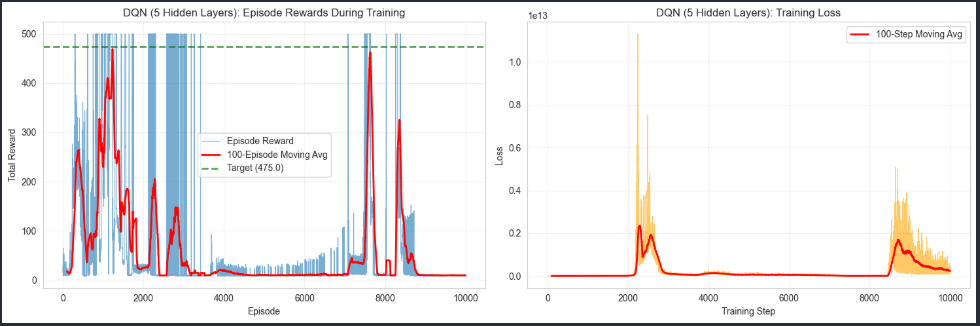 DQN (5 Hidden Layers): Episode Rewards During Training
500
400
300
200
100
0
Total Reward
Episode Reward
100-Episode Moving Avg
Target (475.0)
0 2000 4000 6000 8000 10000
Episode
DQN (5 Hidden Layers): Training Loss
1e13
100-Step Moving Avg
1.0
0.8
0.6
0.4
0.2
0.0
Loss
0 2000 4000 6000 8000 10000
Training Step